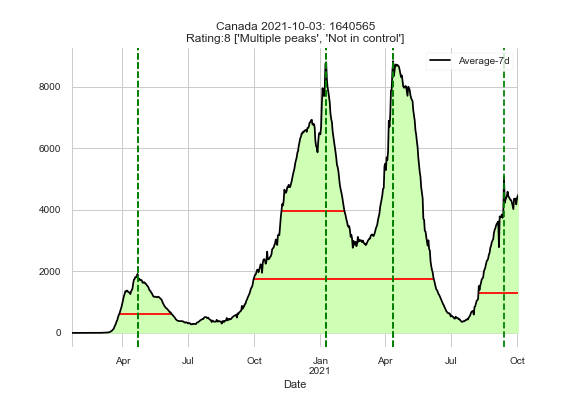 Canada 2021-10-03: 1640565
Rating:8 ['Multiple peaks', 'Not in control']
Average-7d
8000
6000
4000
2000
0
Apr
Jul
Oct
Jan
2021
Apr
Jul
Oct
Date